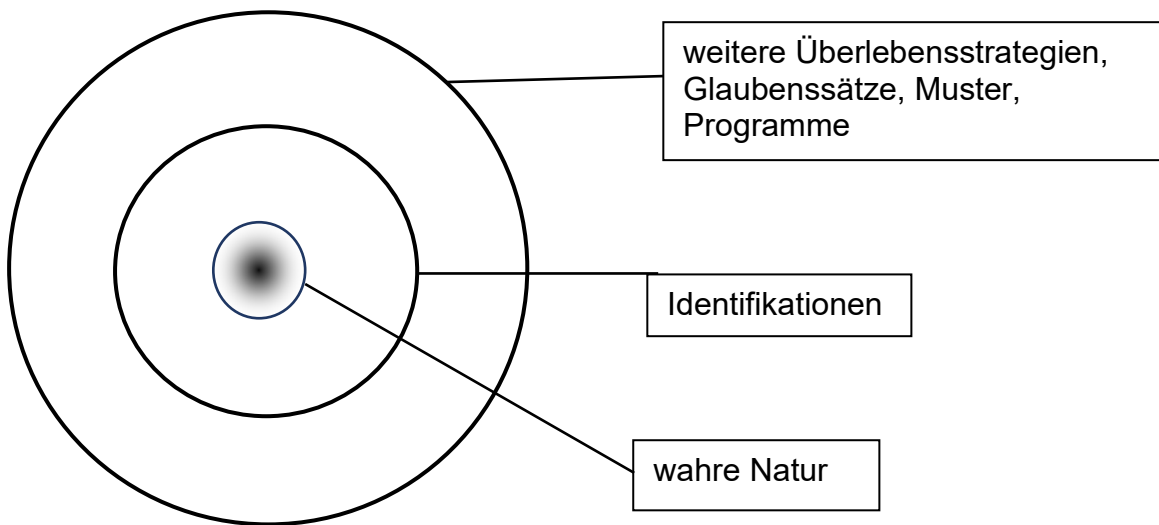 weitere Überlebensstrategien,
Glaubenssätze, Muster,
Programme
Identifikationen
wahre Natur